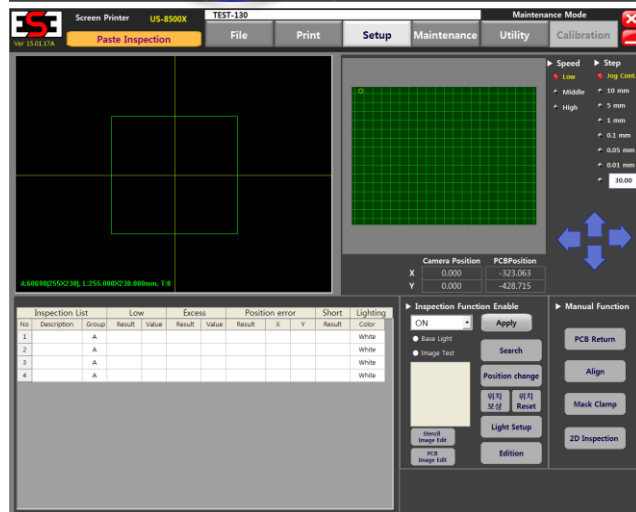 ESE
Screen Printer US-8500X
TEST-130
Maintenance Mode
Ver 15.01.17A
Paste Inspection
File Print Setup Maintenance Utility Calibration
Speed Step
Low Jog Cont.
Middle 10 mm
High 5 mm
1 mm
0.1 mm
0.05 mm
0.01 mm
30.00
Camera Position PCBPosition
X 0.000 -323.063
Y 0.000 -428.715
A:60690(255X238), L:255.000X238.000mm, T:0
Inspection List Low Excess Position error Short Lighting
No Description Group Result Value Result Value Result X Y Result Color
1 A White
2 A White
3 A White
4 A White
Inspection Function Enable
ON Apply
Base Light
Image Test
Search
Position change
위치
보상
위치
Reset
Stencil
Image Edit
Light Setup
PCB
Image Edit
Edition
Manual Function
PCB Return
Align
Mask Clamp
2D Inspection